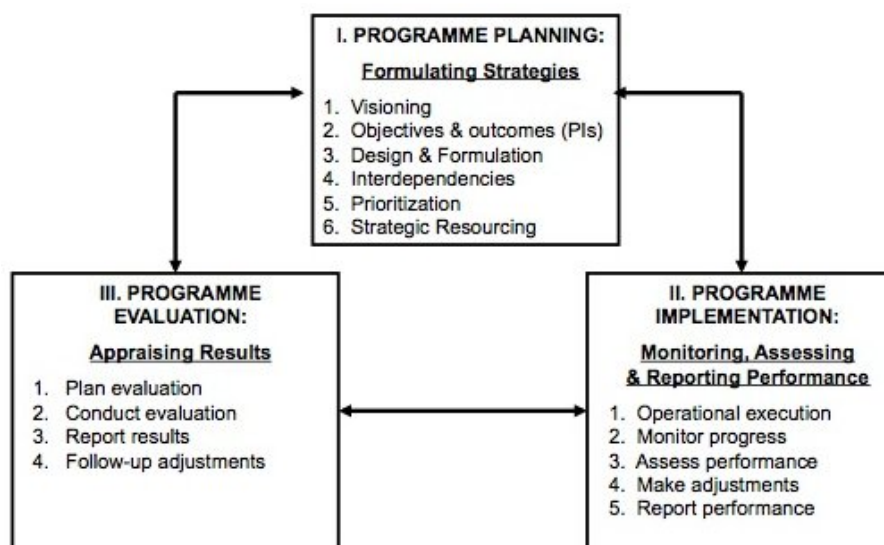 I. PROGRAMME PLANNING:
Formulating Strategies
1. Visioning
2. Objectives & outcomes (PIs)
3. Design & Formulation
4. Interdependencies
5. Prioritization
6. Strategic Resourcing
III. PROGRAMME
EVALUATION:
Appraising Results
1. Plan evaluation
2. Conduct evaluation
3. Report results
4. Follow-up adjustments
II. PROGRAMME
IMPLEMENTATION:
Monitoring, Assessing
& Reporting Performance
1. Operational execution
2. Monitor progress
3. Assess performance
4. Make adjustments
5. Report performance